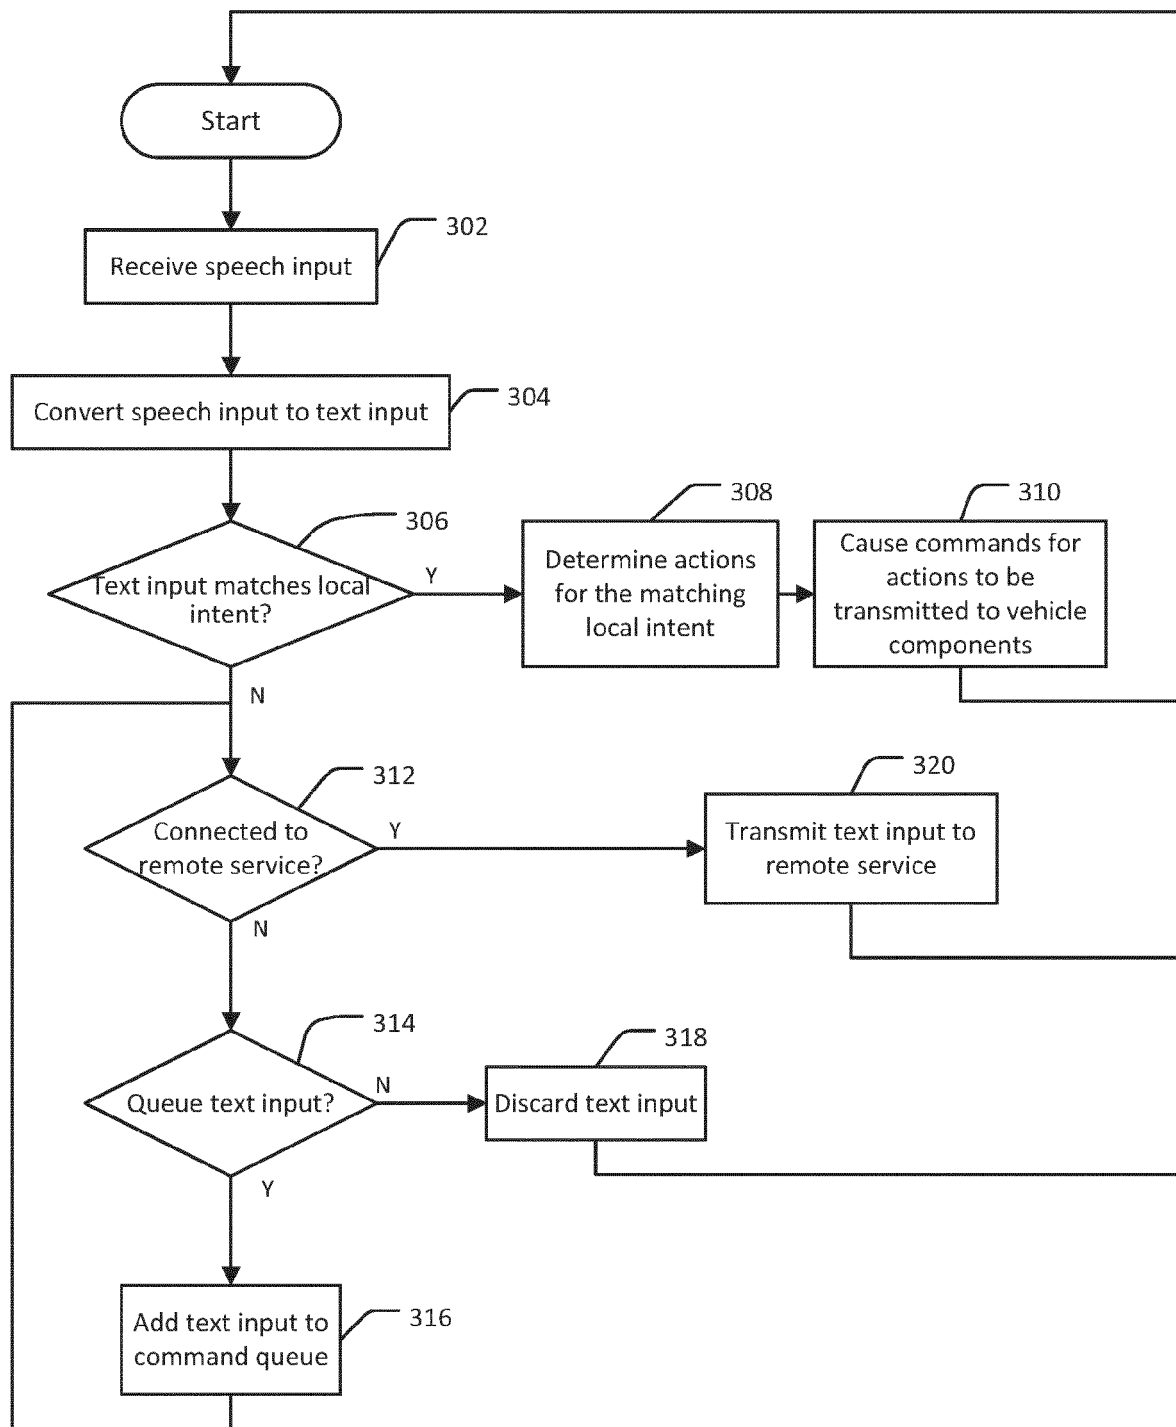 Start
302
Receive speech input
304
Convert speech input to text input
306
Text input matches local
intent?
Y
308
Determine actions
for the matching
local intent
310
Cause commands for
actions to be
transmitted to vehicle
components
N
312
Connected to
remote service?
Y
320
Transmit text input to
remote service
N
314
Queue text input?
N
318
Discard text input
Y
316
Add text input to
command queue